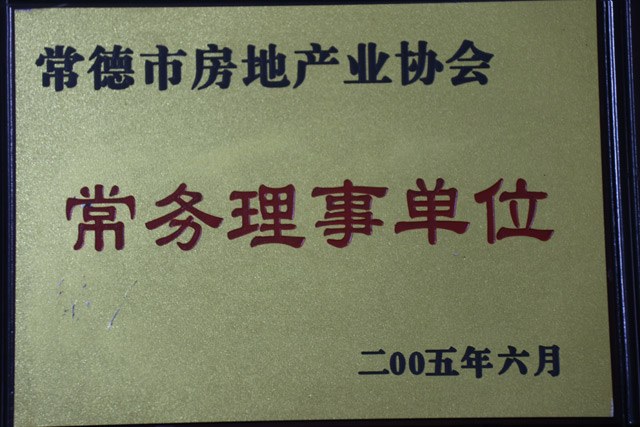 常德市房地产业协会
常务理事单位
二00五年六月